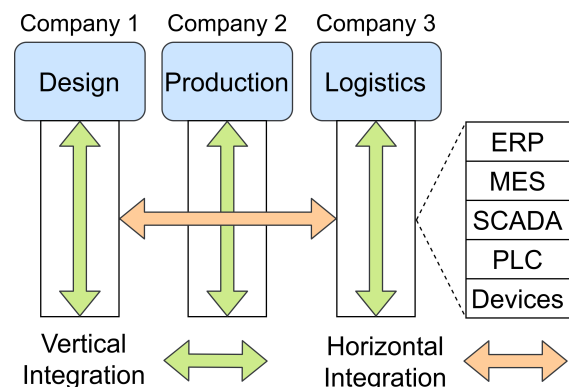 Company 1
Company 2
Company 3
Design
Production
Logistics
ERP
MES
SCADA
PLC
Devices
Vertical
Integration
Horizontal
Integration